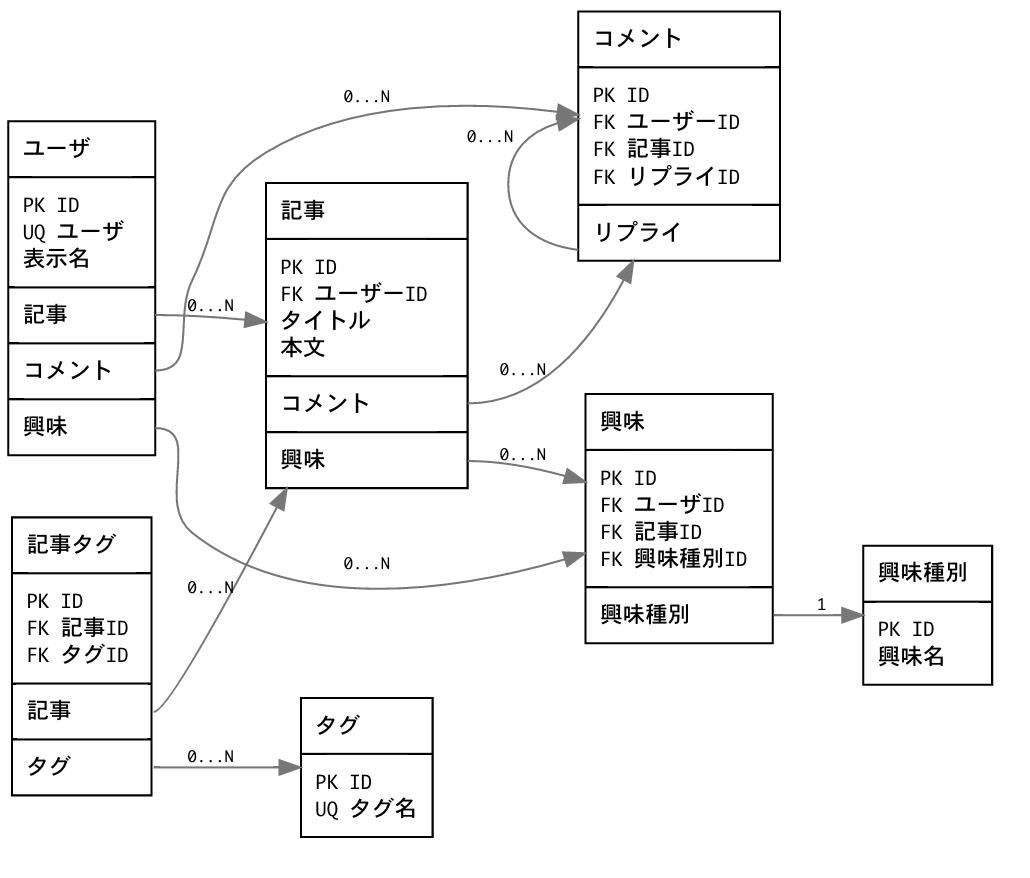 ユーザ
PK ID
UQ ユーザ
表示名
記事
コメント
興味
記事タグ
PK ID
FK 記事ID
FK タグID
記事
タグ
0...N
0...N
0...N
0...N
0...N
記事
PK ID
FK ユーザーID
タイトル
本文
コメント
興味
タグ
PK ID
UQ タグ名
0...N
0...N
0...N
コメント
PK ID
FK ユーザーID
FK 記事ID
FK リプライID
リプライ
興味
PK ID
FK ユーザID
FK 記事ID
FK 興味種別ID
興味種別
1
興味種別
PK ID
興味名